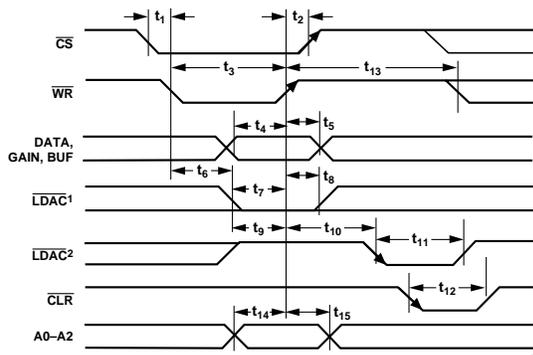 t1 t2
CS
t3 t13
WR
t4 t5
DATA,
GAIN, BUF
t6 t7 t8
LDAC1
t9 t10 t11
LDAC2
t12
CLR
t14 t15
A0–A2